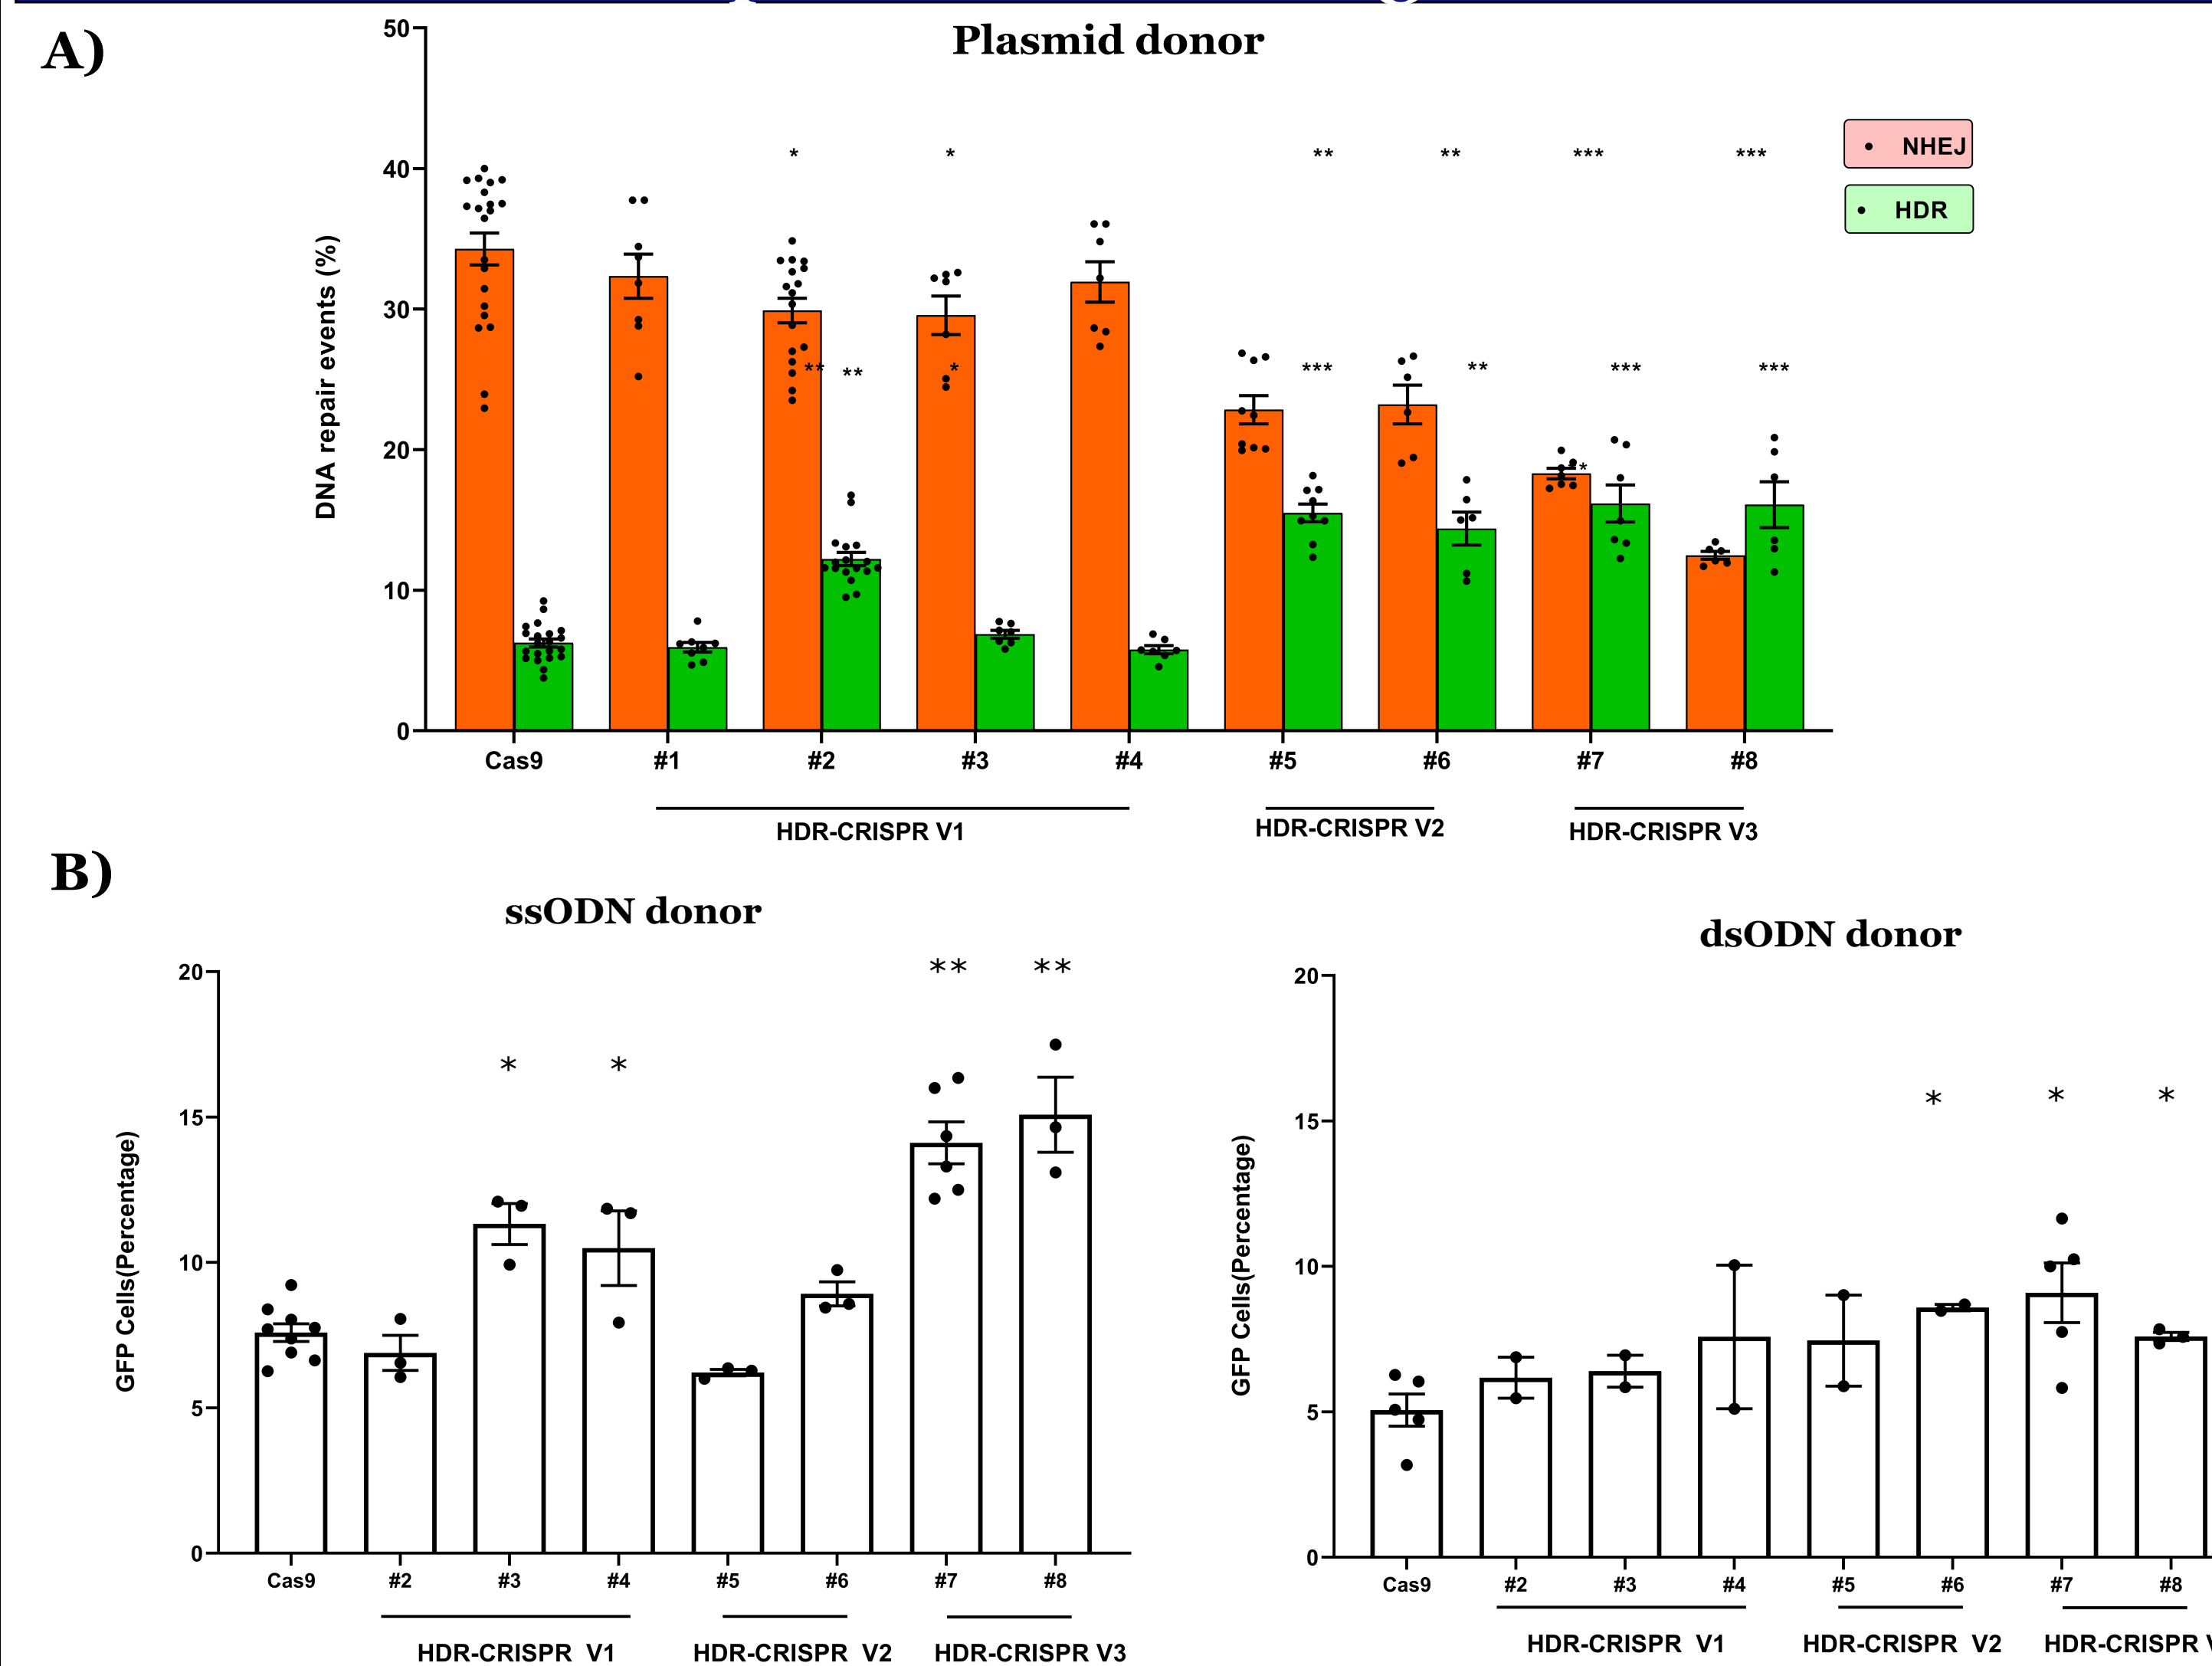 A)
Plasmid donor
50
40
30
20
10
0
DNA repair events (%)
* * ** ** *** ***
** ** * *** ** *** ***
*
NHEJ
HDR
Cas9 #1 #2 #3 #4 #5 #6 #7 #8
HDR-CRISPR V1 HDR-CRISPR V2 HDR-CRISPR V3
B)
ssODN donor
20
15
10
5
0
GFP Cells(Percentage)
** **
* *
Cas9 #2 #3 #4 #5 #6 #7 #8
HDR-CRISPR V1 HDR-CRISPR V2 HDR-CRISPR V3
dsODN donor
20
15
10
5
0
GFP Cells(Percentage)
* * *
Cas9 #2 #3 #4 #5 #6 #7 #8
HDR-CRISPR V1 HDR-CRISPR V2 HDR-CRISPR